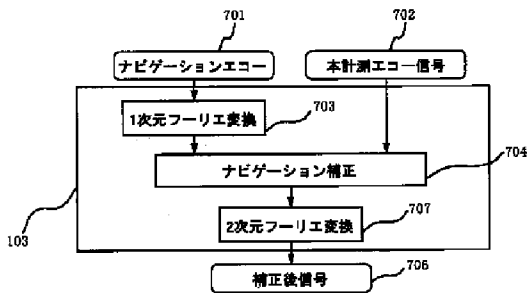 701
702
ナビゲーションエコー
本計測エコー信号
703
1次元フーリエ変換
704
ナビゲーション補正
103
707
2次元フーリエ変換
706
補正後信号